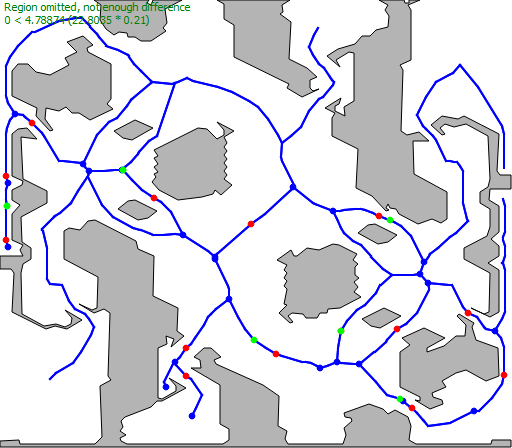 Region omitted, not enough difference
0 < 4.78874 (22.8035 * 0.21)